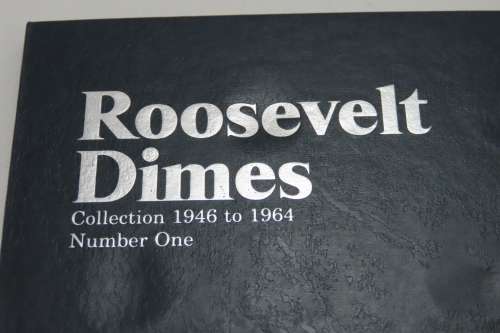 Roosevelt
Dimes
Collection 1946 to 1964
Number One